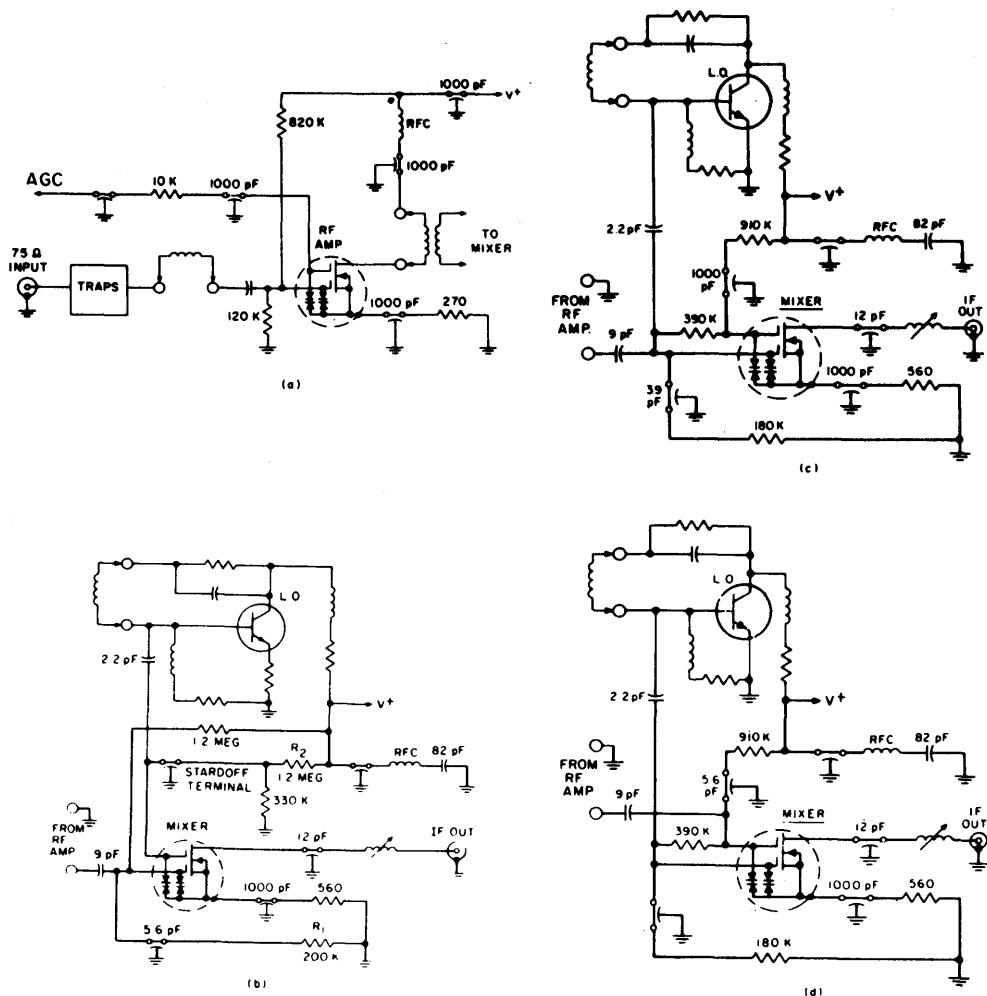 1000 pF
V+
820 K
RFC
1000 pF
AGC
10 K
1000 pF
RF
AMP
TO
MIXER
75 Ω
INPUT
TRAPS
120 K
1000 pF
270
(a)
L.O.
2.2 pF
V+
910 K
RFC
82 pF
1000
pF
FROM
RF
AMP.
MIXER
9 pF
390K
12 pF
IF
OUT
1000 pF
560
39
pF
180 K
(c)
L O
2 2 pF
V+
1 2 MEG
R2
RFC
82 pF
STARDOFF
TERMINAL
1 2 MEG
330 K
FROM
RF
AMP
MIXER
12 pF
IF OUT
9 pF
1000 pF
560
5 6 pF
R1
200 K
(b)
L O
2 2 pF
V+
910 K
RFC
82 pF
FROM
RF
AMP
5 6
pF
9 pF
MIXER
390 K
12 pF
IF
OUT
1000 pF
560
180 K
(d)